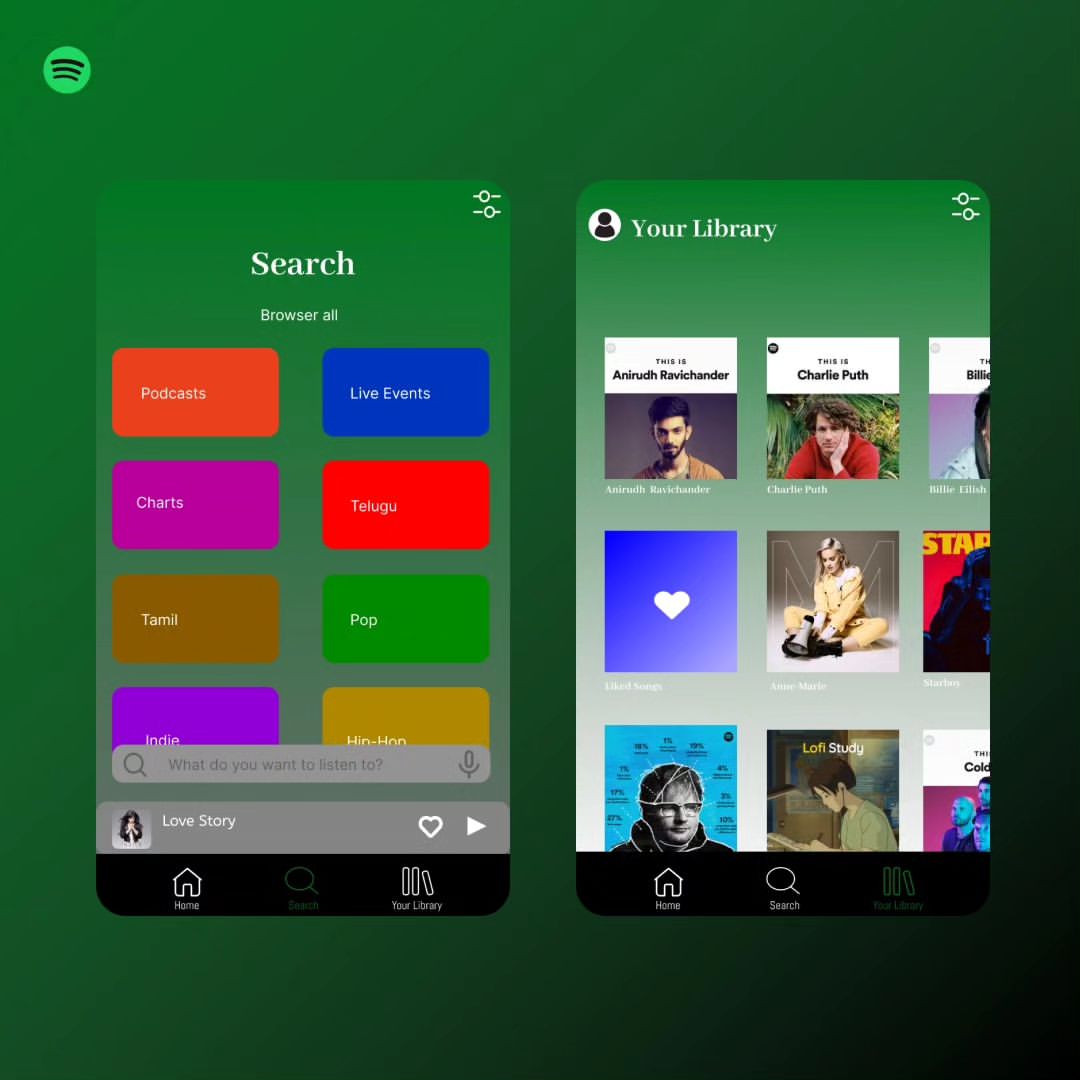 Search
Browser all
Podcasts
Live Events
Charts
Telugu
Tamil
Pop
Indie
Hip-Hop
What do you want to listen to?
Love Story
Home
Search
Your Library
Your Library
THIS IS
Anirudh Ravichander
THIS IS
Charlie Puth
TH
Billie
Anirudh Ravichander
Charlie Puth
Billie Eilish
STAR
Liked Songs
Anne-Marie
Starboy
18%
1%
19%
1%
4%
17%
3%
27%
10%
Lofi Study
THI
Cold
Home
Search
Your Library